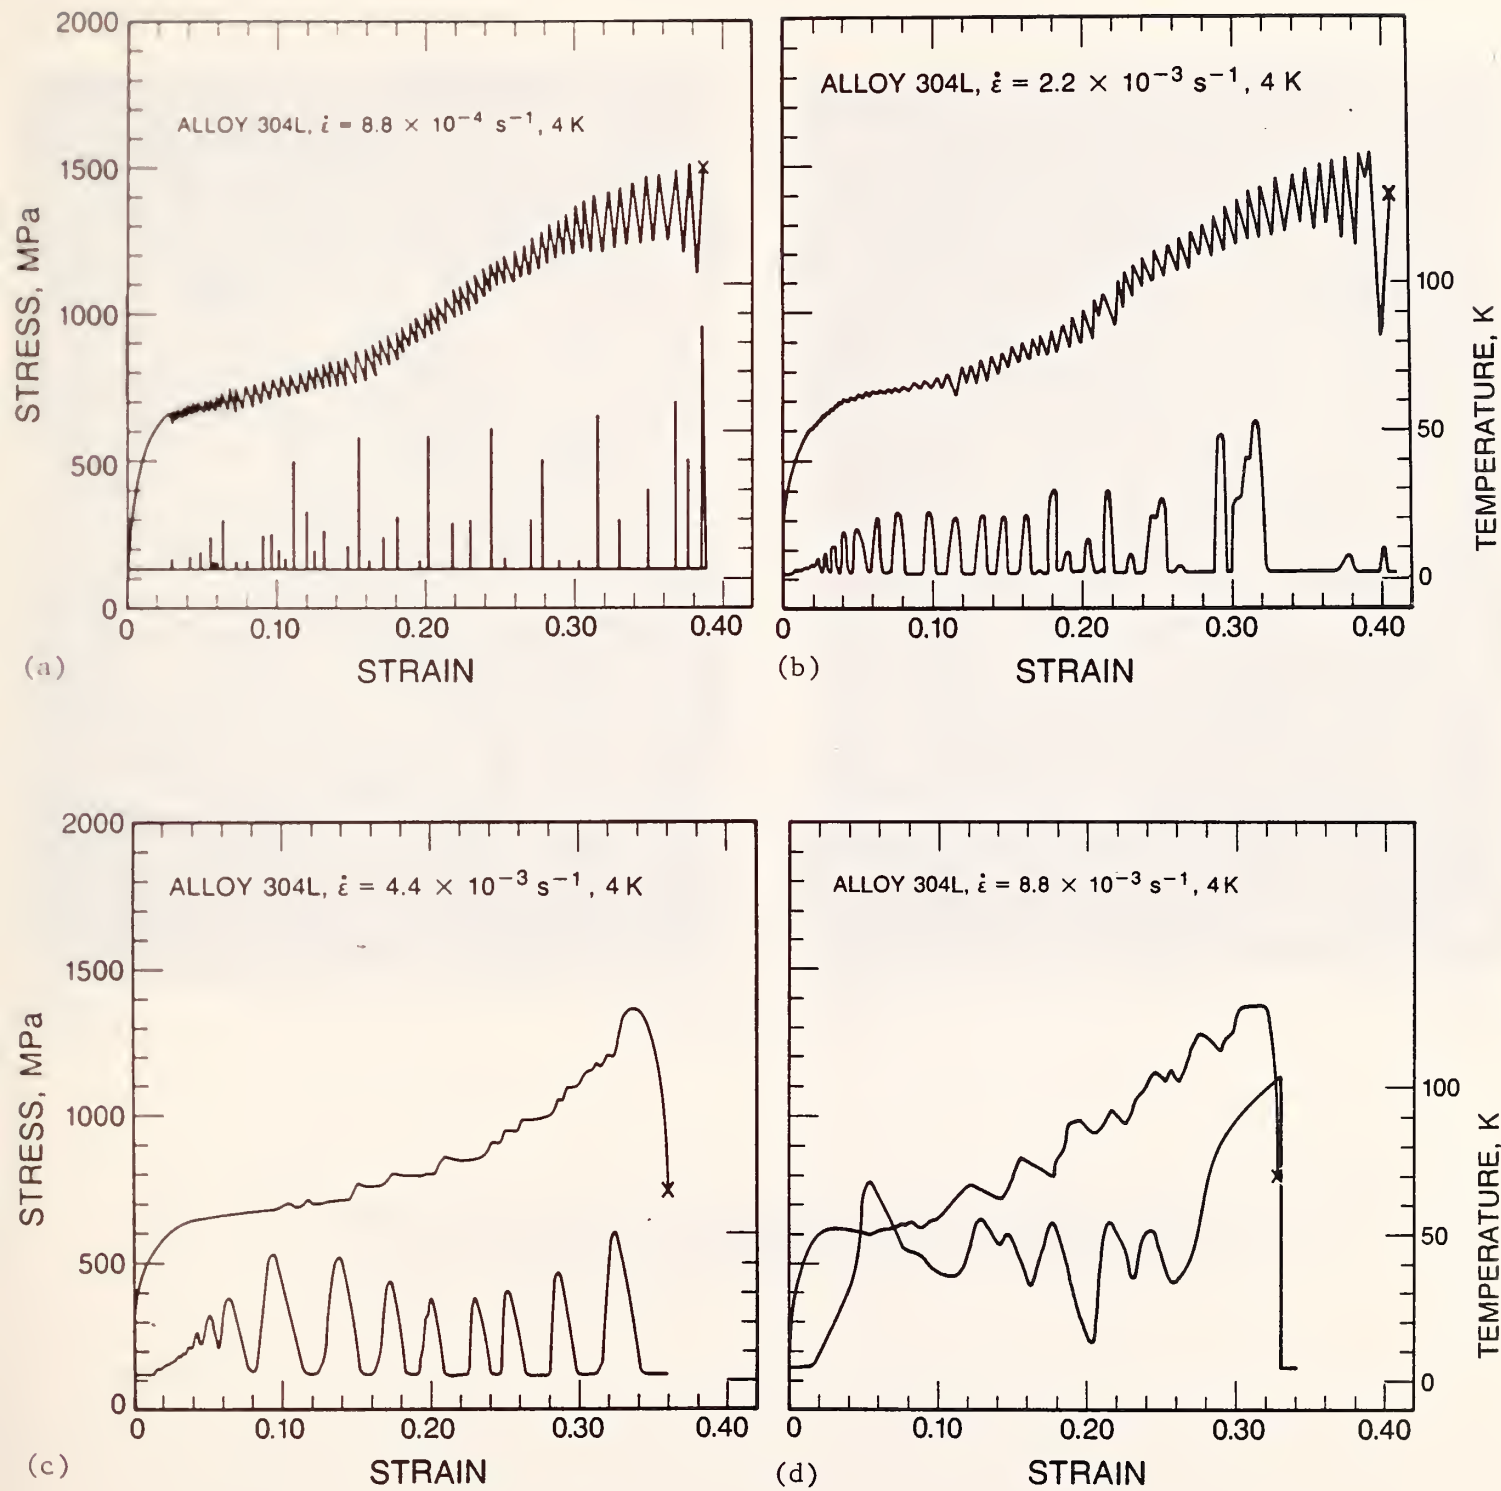 2000
1500
1000
500
0
STRESS, MPa
ALLOY 304L, ε̇ = 8.8 × 10⁻⁴ s⁻¹, 4 K
x
0 0.10 0.20 0.30 0.40
(a)
STRAIN
ALLOY 304L, ε̇ = 2.2 × 10⁻³ s⁻¹, 4 K
x
100
50
0
TEMPERATURE, K
0 0.10 0.20 0.30 0.40
(b)
STRAIN
2000
1500
1000
500
0
STRESS, MPa
ALLOY 304L, ε̇ = 4.4 × 10⁻³ s⁻¹, 4 K
x
0 0.10 0.20 0.30 0.40
(c)
STRAIN
ALLOY 304L, ε̇ = 8.8 × 10⁻³ s⁻¹, 4K
x
100
50
0
TEMPERATURE, K
0 0.10 0.20 0.30 0.40
(d)
STRAIN